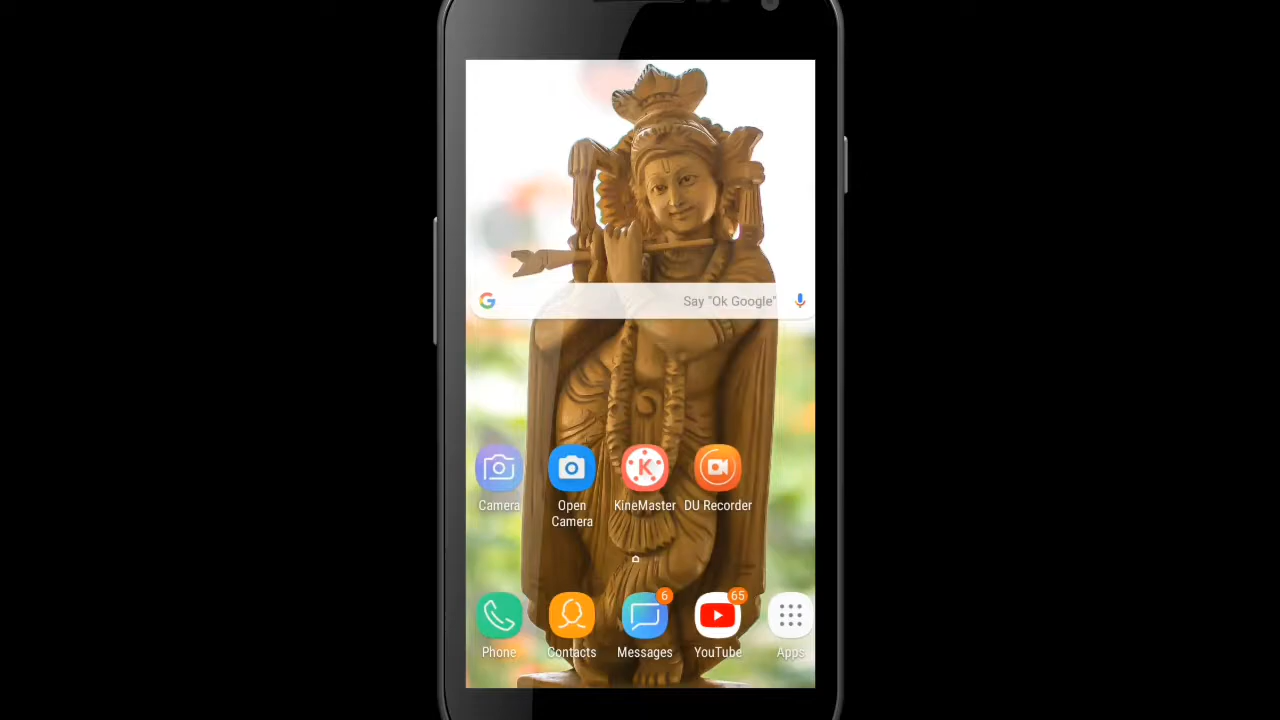 Say "Ok Google"
Camera
Open
Camera
KineMaster
DU Recorder
6
65
Phone
Contacts
Messages
YouTube
Apps